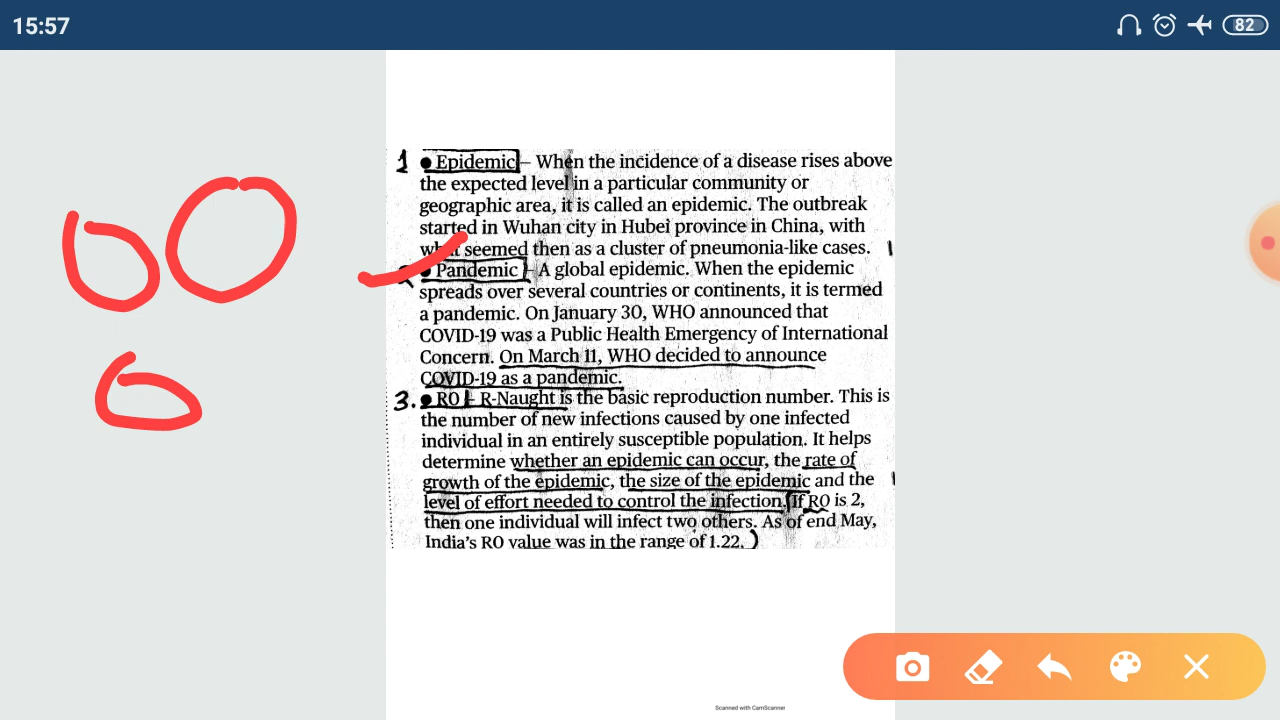 15:57
82
1 ● Epidemic – When the incidence of a disease rises above
the expected level in a particular community or
geographic area, it is called an epidemic. The outbreak
started in Wuhan city in Hubei province in China, with
what seemed then as a cluster of pneumonia-like cases.
● Pandemic – A global epidemic. When the epidemic
spreads over several countries or continents, it is termed
a pandemic. On January 30, WHO announced that
COVID-19 was a Public Health Emergency of International
Concern. On March 11, WHO decided to announce
COVID-19 as a pandemic.
3. ● RO – R-Naught is the basic reproduction number. This is
the number of new infections caused by one infected
individual in an entirely susceptible population. It helps
determine whether an epidemic can occur, the rate of
growth of the epidemic, the size of the epidemic and the
level of effort needed to control the infection. (If RO is 2,
then one individual will infect two others. As of end May,
India's RO value was in the range of 1.22.)
Scanned with CamScanner